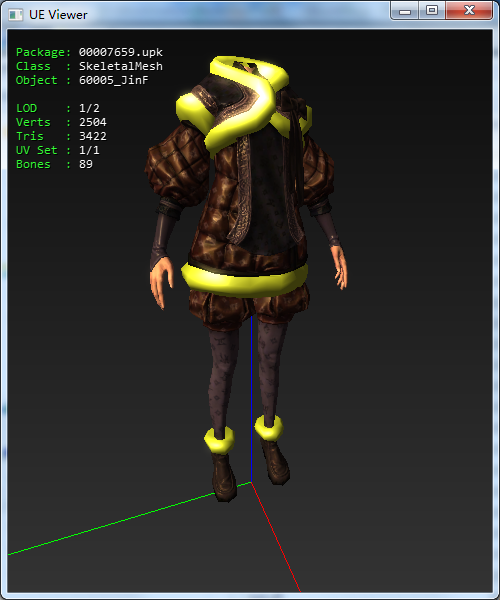 UE Viewer
Package: 00007659.upk
Class : SkeletalMesh
Object : 60005_JinF
LOD : 1/2
Verts : 2504
Tris : 3422
UV Set : 1/1
Bones : 89